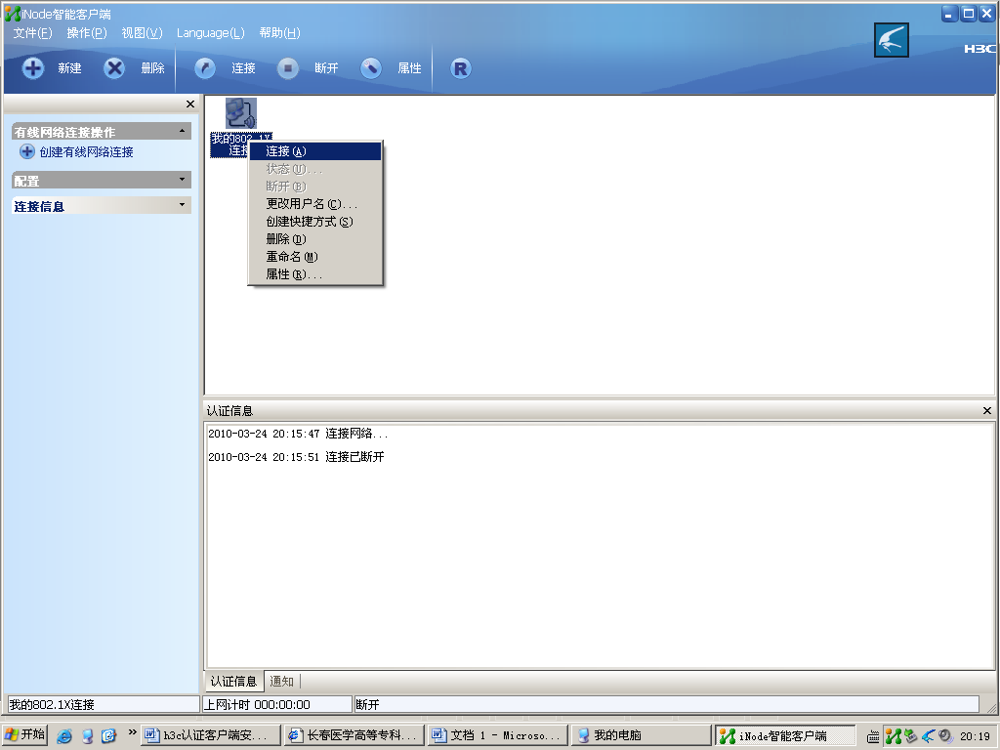 iNode智能客户端
文件(F) 操作(P) 视图(V) Language(L) 帮助(H)
新建 删除 连接 断开 属性 R
H3C
有线网络连接操作
创建有线网络连接
配置
连接信息
我的802.1X
连接
连接(A)
状态(U)...
断开(B)
更改用户名(C)...
创建快捷方式(S)
删除(D)
重命名(M)
属性(R)...
认证信息
2010-03-24 20:15:47 连接网络...
2010-03-24 20:15:51 连接已断开
认证信息 通知
我的802.1X连接 上网计时 000:00:00 断开
开始 h3c认证客户端安... 长春医学高等专科... 文档 1 - Microso... 我的电脑 iNode智能客户端 20:19